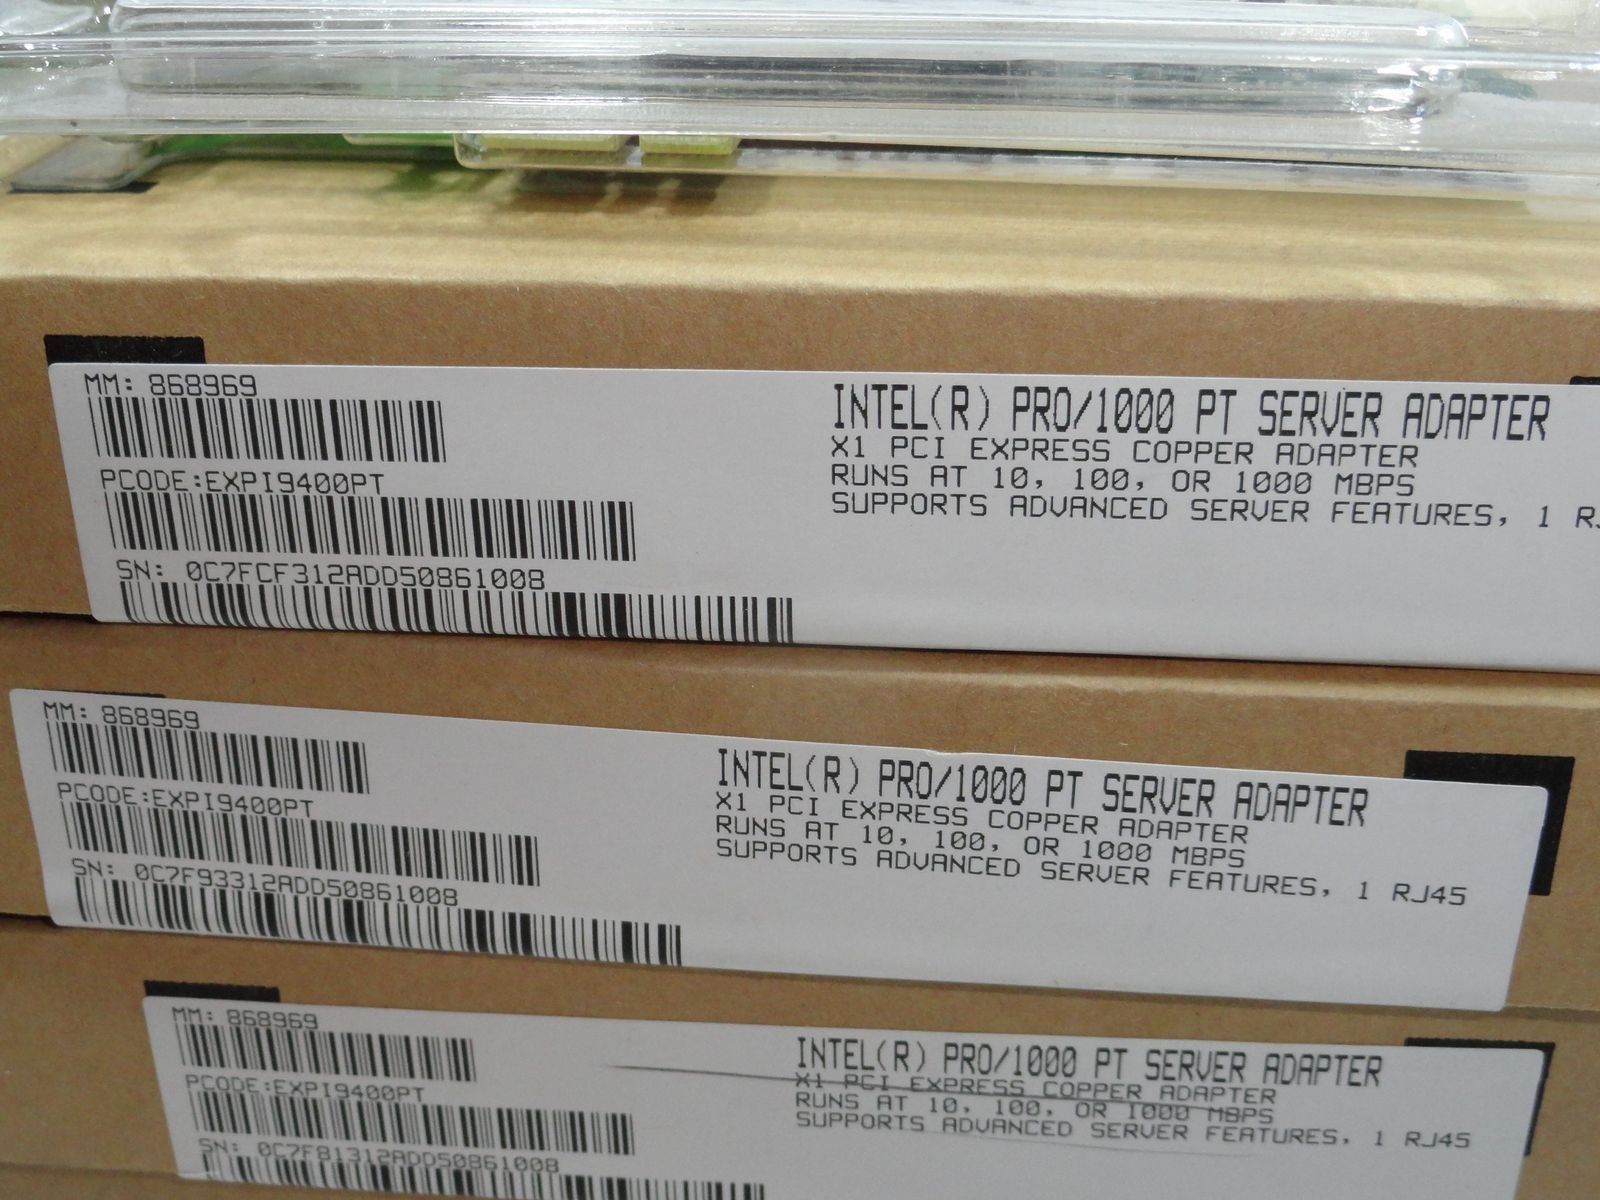 MM: 868969
PCODE:EXPI9400PT
SN: 0C7FCF312ADD50861008
INTEL(R) PRO/1000 PT SERVER ADAPTER
X1 PCI EXPRESS COPPER ADAPTER
RUNS AT 10, 100, OR 1000 MBPS
SUPPORTS ADVANCED SERVER FEATURES, 1 RJ
MM: 868969
PCODE:EXPI9400PT
SN: 0C7F93312ADD50861008
INTEL(R) PRO/1000 PT SERVER ADAPTER
X1 PCI EXPRESS COPPER ADAPTER
RUNS AT 10, 100, OR 1000 MBPS
SUPPORTS ADVANCED SERVER FEATURES, 1 RJ45
MM: 868969
PCODE:EXPI9400PT
SN: 0C7F81312ADD50861008
INTEL(R) PRO/1000 PT SERVER ADAPTER
X1 PCI EXPRESS COPPER ADAPTER
RUNS AT 10, 100, OR 1000 MBPS
SUPPORTS ADVANCED SERVER FEATURES, 1 RJ45